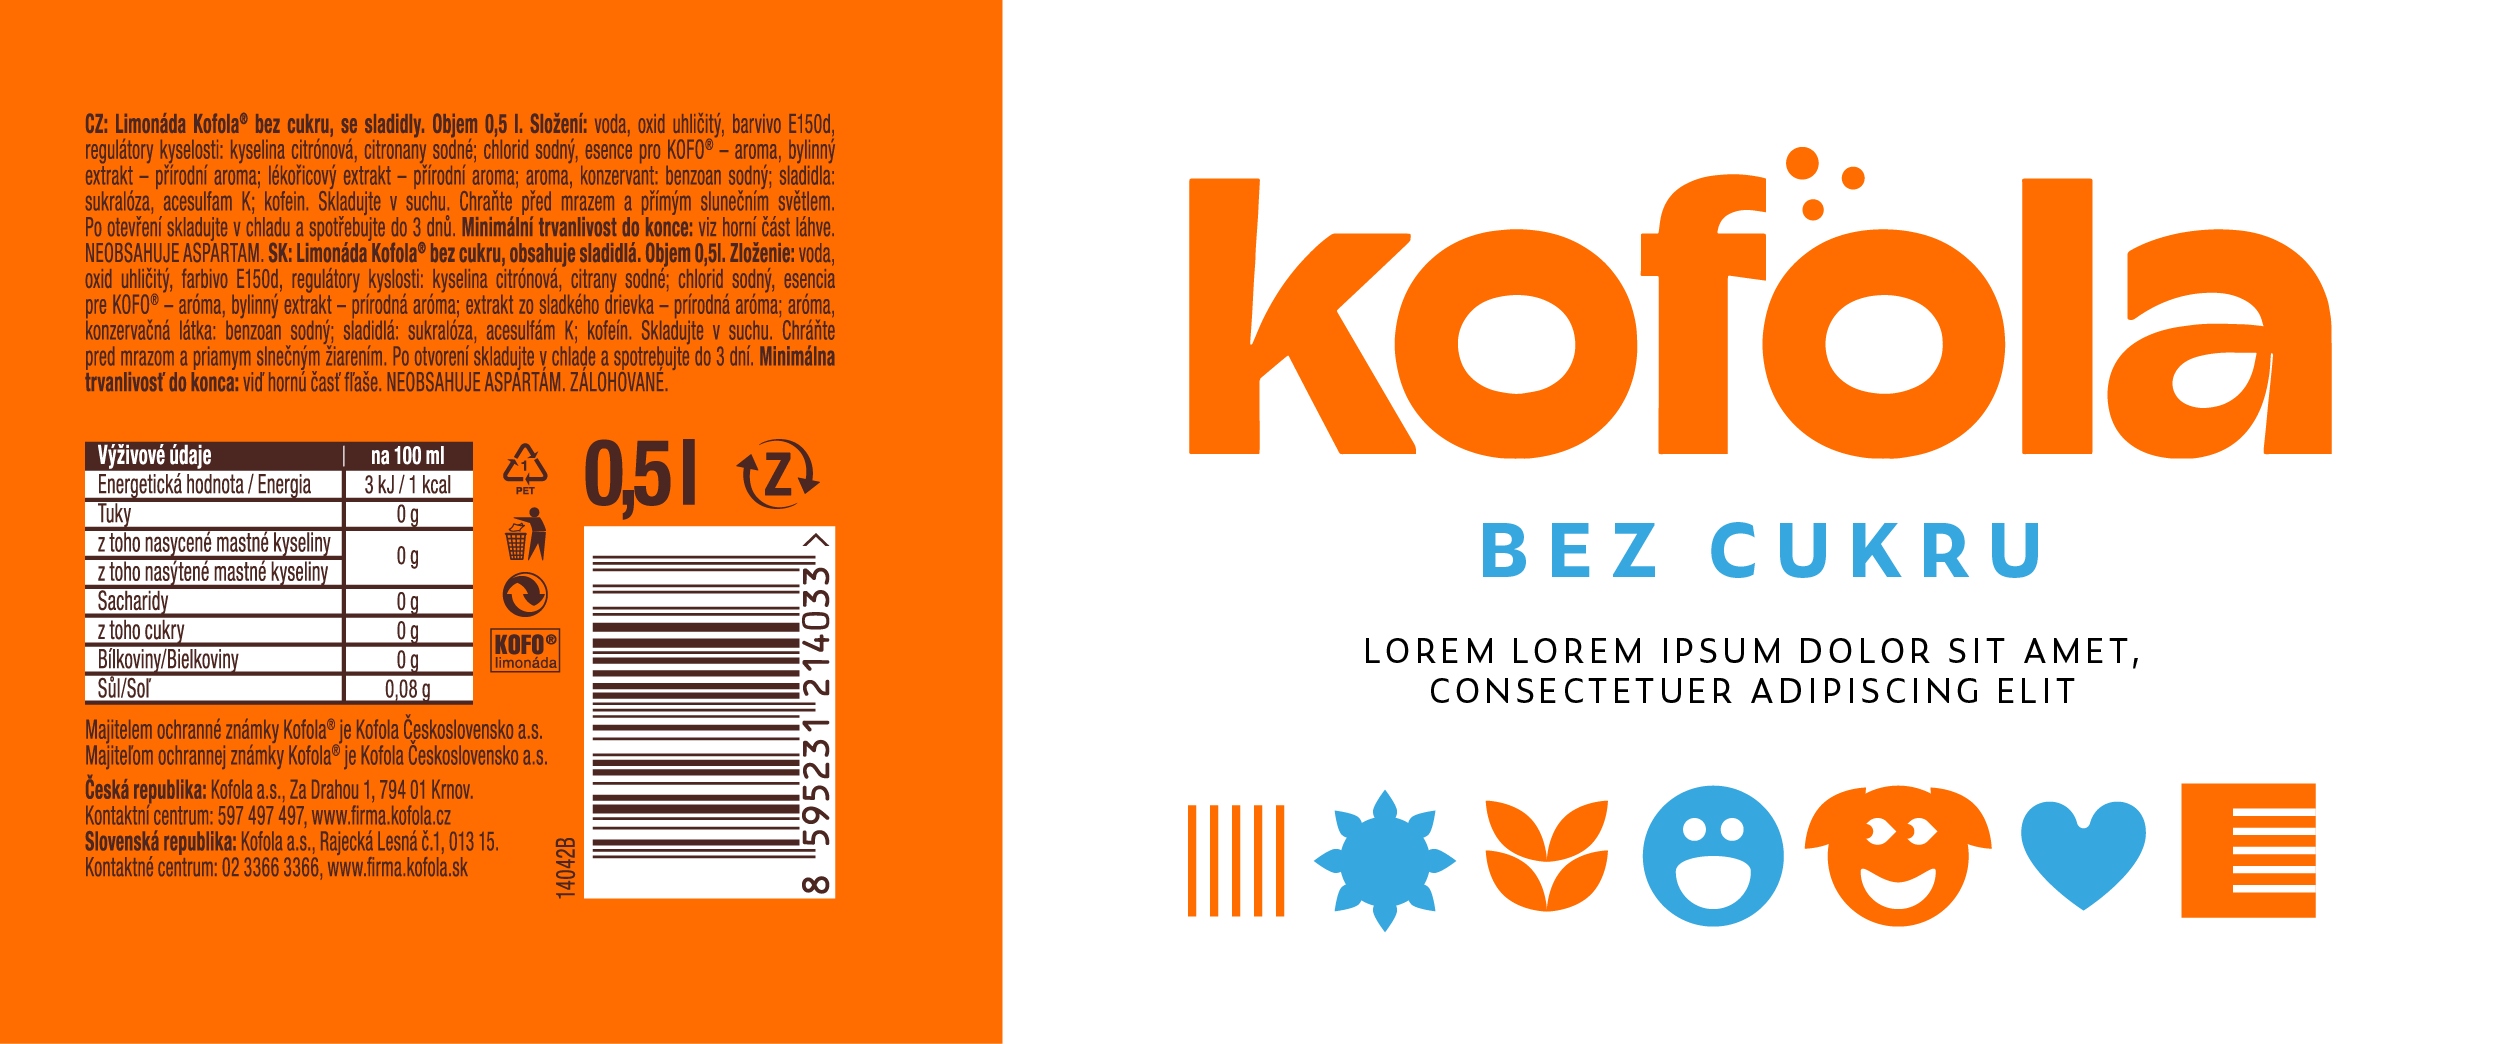 CZ: Limonáda Kofola® bez cukru, se sladidly. Objem 0,5 l. Složení: voda, oxid uhličitý, barvivo E150d,
regulátory kyselosti: kyselina citrónová, citronany sodné; chlorid sodný, esence pro KOFO® – aroma, bylinný
extrakt – přírodní aroma; lékořicový extrakt – přírodní aroma; aroma, konzervant: benzoan sodný; sladidla:
sukralóza, acesulfam K; kofein. Skladujte v suchu. Chraňte před mrazem a přímým slunečním světlem.
Po otevření skladujte v chladu a spotřebujte do 3 dnů. Minimální trvanlivost do konce: viz horní část láhve.
NEOBSAHUJE ASPARTAM. SK: Limonáda Kofola® bez cukru, obsahuje sladidlá. Objem 0,5l. Zloženie: voda,
oxid uhličitý, farbivo E150d, regulátory kyslosti: kyselina citrónová, citrany sodné; chlorid sodný, esencia
pre KOFO® – aróma, bylinný extrakt – prírodná aróma; extrakt zo sladkého drievka – prírodná aróma; aróma,
konzervačná látka: benzoan sodný; sladidlá: sukralóza, acesulfám K; kofeín. Skladujte v suchu. Chráňte
pred mrazom a priamym slnečným žiarením. Po otvorení skladujte v chlade a spotrebujte do 3 dní. Minimálna
trvanlivosť do konca: viď hornú časť fľaše. NEOBSAHUJE ASPARTÁM. ZÁLOHOVANÉ.
Výživové údaje | na 100 ml
Energetická hodnota / Energia 3 kJ / 1 kcal
Tuky 0 g
z toho nasycené mastné kyseliny 0 g
z toho nasýtené mastné kyseliny
Sacharidy 0 g
z toho cukry 0 g
Bílkoviny/Bielkoviny 0 g
Sůl/Soľ 0,08 g
1
PET
KOFO®
limonáda
0,5 l
Z
8 595231 214033 >
14042B
Majitelem ochranné známky Kofola® je Kofola Československo a.s.
Majiteľom ochrannej známky Kofola® je Kofola Československo a.s.
Česká republika: Kofola a.s., Za Drahou 1, 794 01 Krnov.
Kontaktní centrum: 597 497 497, www.firma.kofola.cz
Slovenská republika: Kofola a.s., Rajecká Lesná č.1, 013 15.
Kontaktné centrum: 02 3366 3366, www.firma.kofola.sk
kofola
BEZ CUKRU
LOREM LOREM IPSUM DOLOR SIT AMET,
CONSECTETUER ADIPISCING ELIT